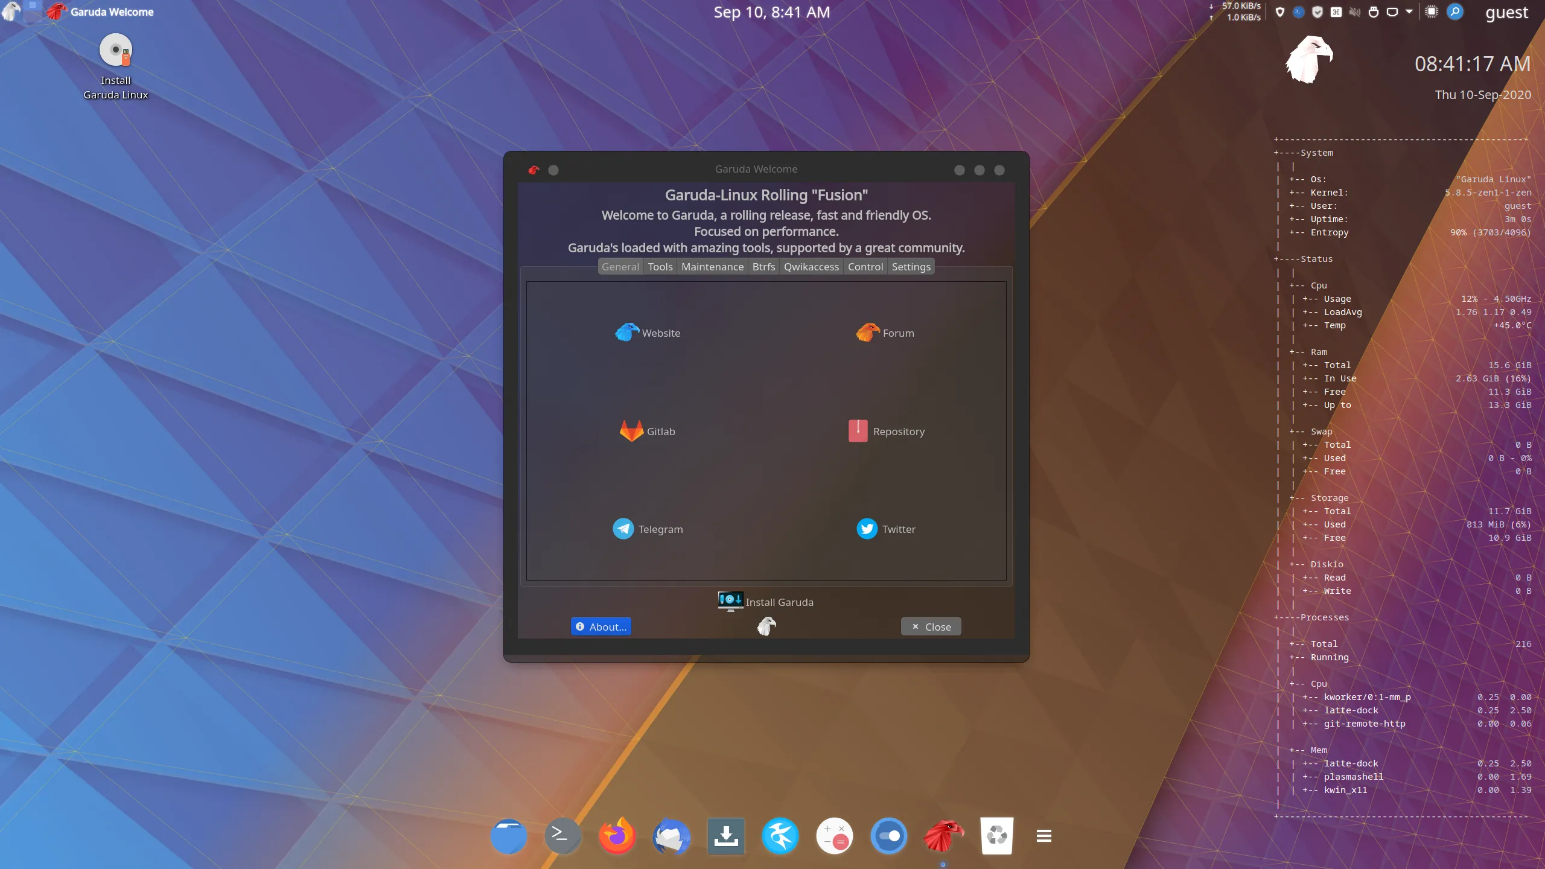 Garuda Welcome
Sep 10, 8:41 AM
↓ 57.0 KiB/s
↑ 1.0 KiB/s
guest
Install
Garuda Linux
08:41:17 AM
Thu 10-Sep-2020
Garuda Welcome
Garuda-Linux Rolling "Fusion"
Welcome to Garuda, a rolling release, fast and friendly OS.
Focused on performance.
Garuda's loaded with amazing tools, supported by a great community.
General Tools Maintenance Btrfs Qwikaccess Control Settings
Website Forum
Gitlab Repository
Telegram Twitter
Install Garuda
About... Close
+----System
+-- Os: "Garuda Linux"
+-- Kernel: 5.8.5-zen1-1-zen
+-- User: guest
+-- Uptime: 3m 0s
+-- Entropy 90% (3703/4096)
+----Status
+-- Cpu
+-- Usage 12% - 4.50GHz
+-- LoadAvg 1.76 1.17 0.49
+-- Temp +45.0°C
+-- Ram
+-- Total 15.6 GiB
+-- In Use 2.63 GiB (16%)
+-- Free 11.3 GiB
+-- Up to 13.3 GiB
+-- Swap
+-- Total 0 B
+-- Used 0 B - 0%
+-- Free 0 B
+-- Storage
+-- Total 11.7 GiB
+-- Used 813 MiB (6%)
+-- Free 10.9 GiB
+-- Diskio
+-- Read 0 B
+-- Write 0 B
+----Processes
+-- Total 216
+-- Running
+-- Cpu
+-- kworker/0:1-mm_p 0.25 0.00
+-- latte-dock 0.25 2.50
+-- git-remote-http 0.00 0.06
+-- Mem
+-- latte-dock 0.25 2.50
+-- plasmashell 0.00 1.69
+-- kwin_x11 0.00 1.39